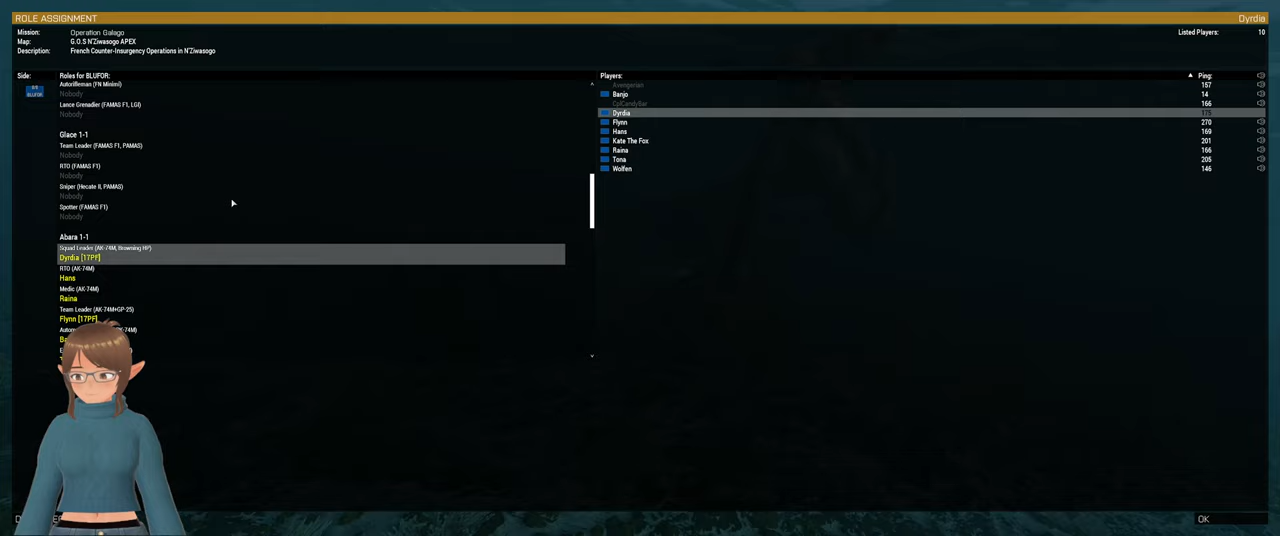 ROLE ASSIGNMENT Dyrdia
Mission: Operation Galago Listed Players: 10
Map: G.O.S N'Ziwasogo APEX
Description: French Counter-Insurgency Operations in N'Ziwasogo
Side: Roles for BLUFOR: Players: Ping:
BLUFOR
Autorifleman (FN Minimi)
Nobody
Lance Grenadier (FAMAS F1, LGI)
Nobody
Glace 1-1
Team Leader (FAMAS F1, PAMAS)
Nobody
RTO (FAMAS F1)
Nobody
Sniper (Hecate II, PAMAS)
Nobody
Spotter (FAMAS F1)
Nobody
Abara 1-1
Squad Leader (AK-74M, Browning HP)
Dyrdia [17PF]
RTO (AK-74M)
Hans
Medic (AK-74M)
Raina
Team Leader (AK-74M+GP-25)
Flynn [17PF]
Avengorian 157
Banjo 14
CplCandyBar 166
Dyrdia 175
Flynn 270
Hans 169
Kate The Fox 201
Raina 166
Tona 205
Wolfen 146
OK